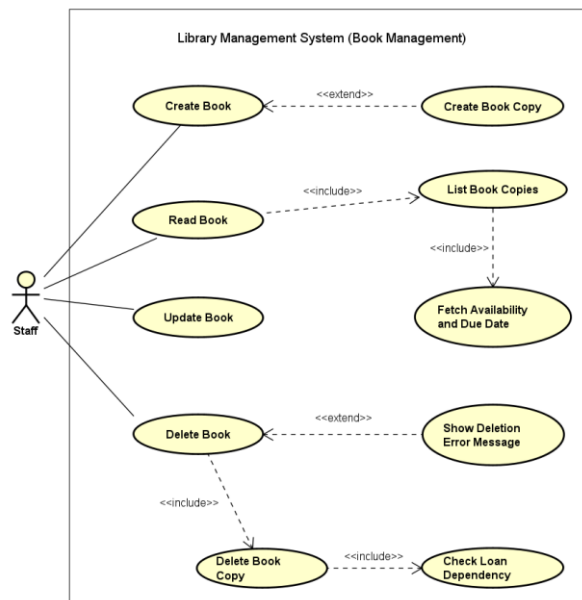 Library Management System (Book Management)
Create Book
<<extend>>
Create Book Copy
Read Book
<<include>>
List Book Copies
<<include>>
Staff
Update Book
Fetch Availability
and Due Date
Delete Book
<<extend>>
Show Deletion
Error Message
<<include>>
Delete Book
Copy
<<include>>
Check Loan
Dependency